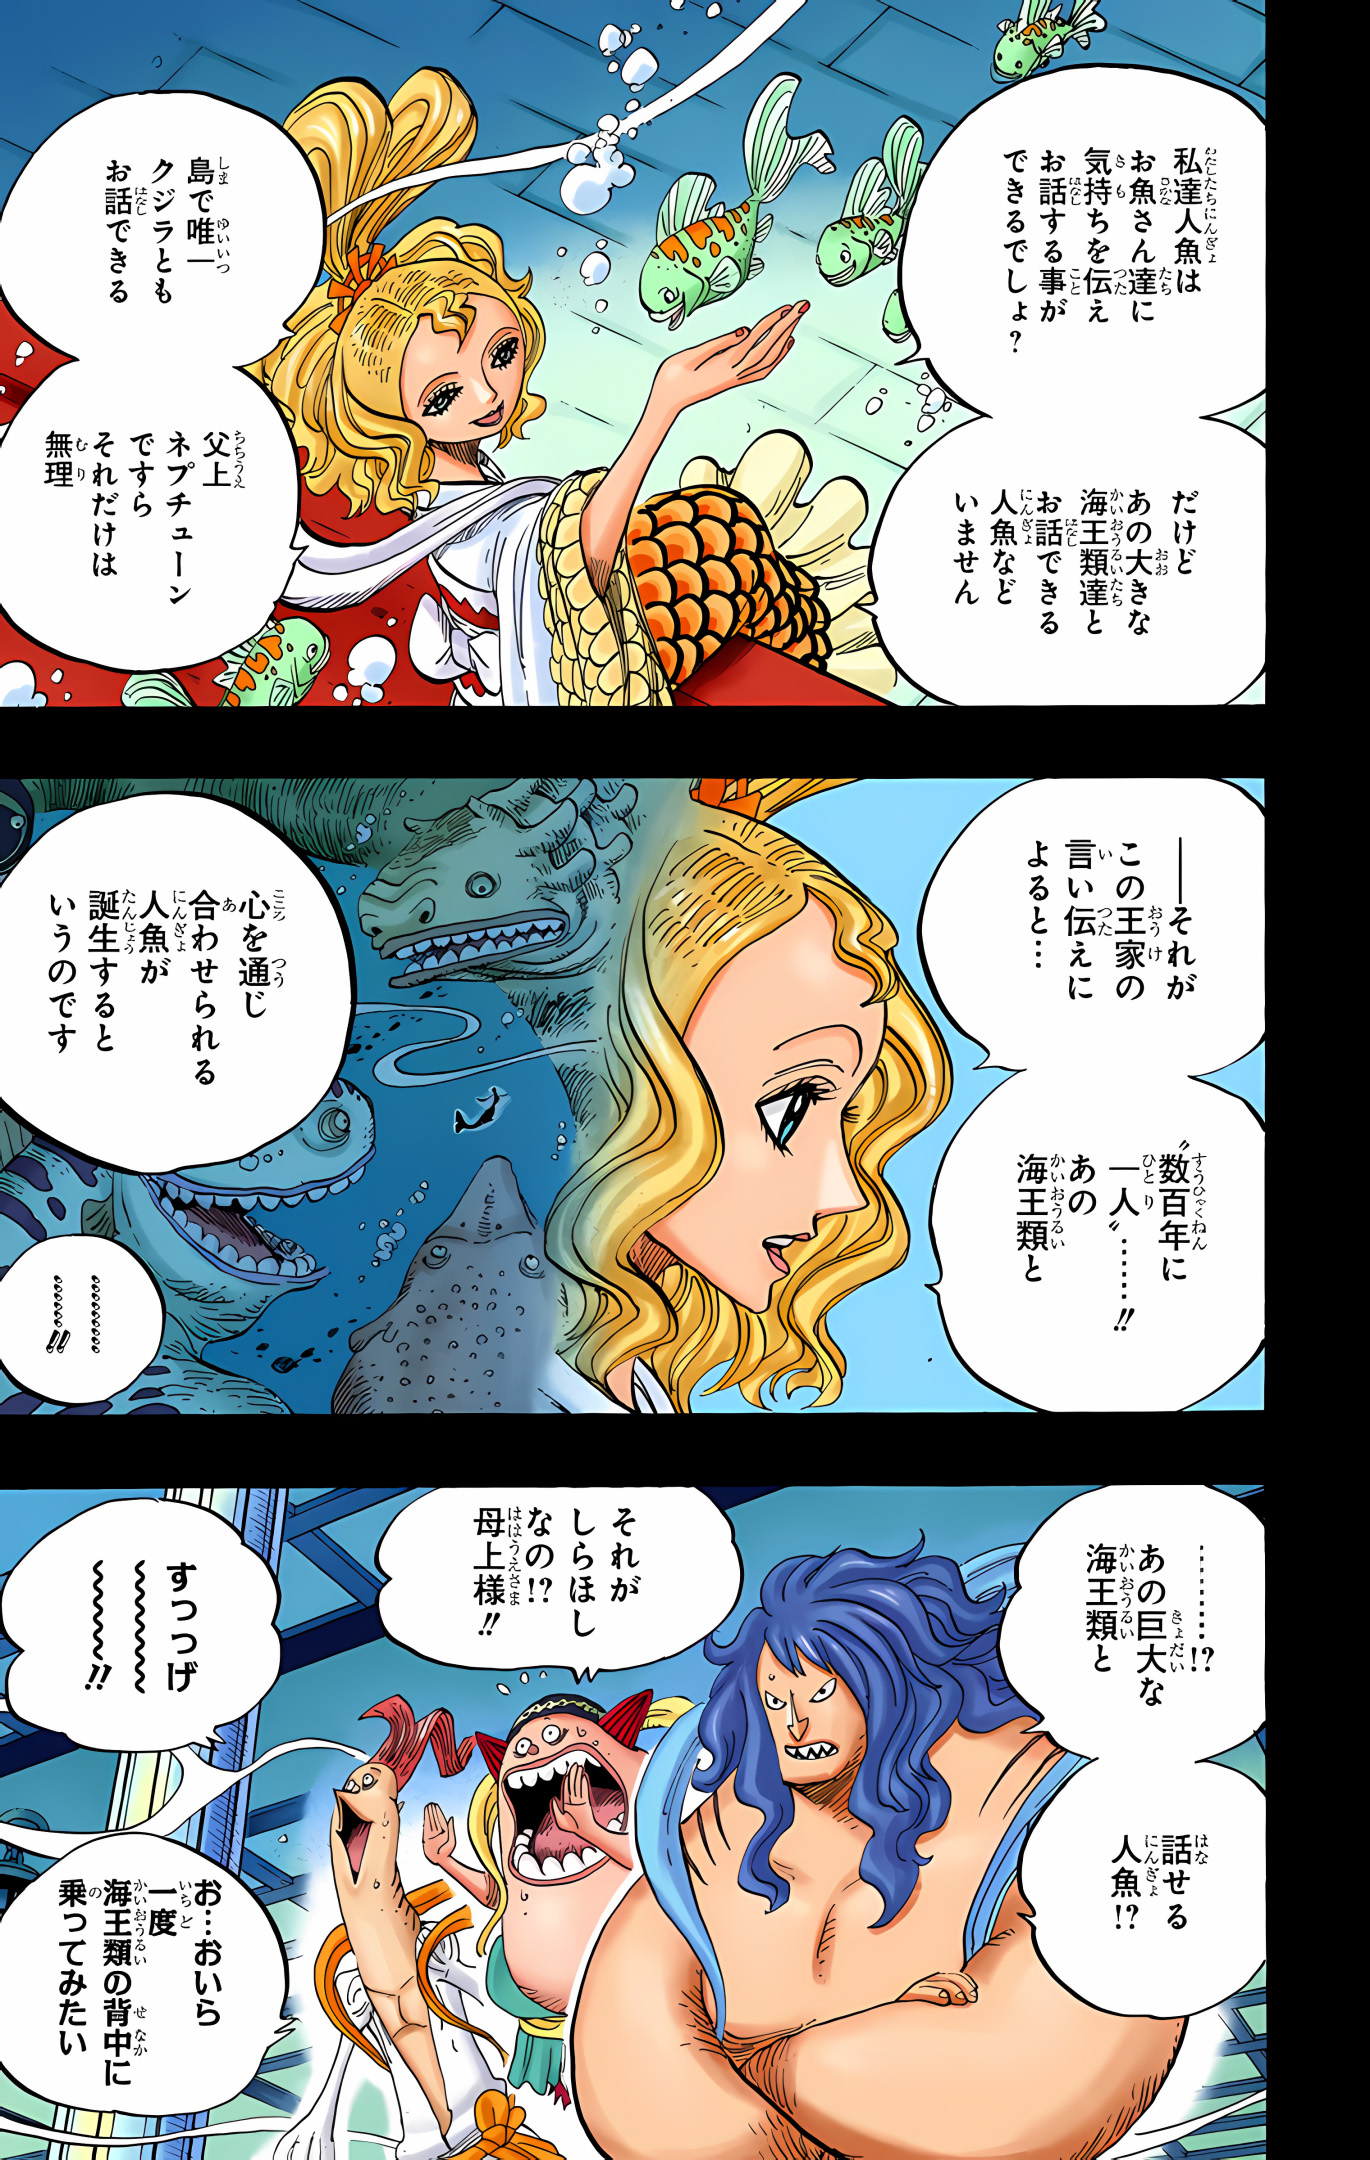 私達人魚は
お魚さん達に
気持ちを伝え
お話する事が
できるでしょ?
だけど
あの大きな
海王類達と
お話できる
人魚など
いません
島で唯一
クジラとも
お話できる
父上
ネプチューン
ですら
それだけは
無理
──それが
この王家の
言い伝えに
よると…
〝数百年に
一人〟……!!
あの
海王類と
心を通じ
合わせられる
人魚が
誕生すると
いうのです
………
………!!
………!?
あの巨大な
海王類と
話せる
人魚!?
それが
しらほし
なの!?
母上様!!
すっっげ
〜〜〜〜
〜〜〜〜!!
お…おいら
一度
海王類の背中に
乗ってみたい